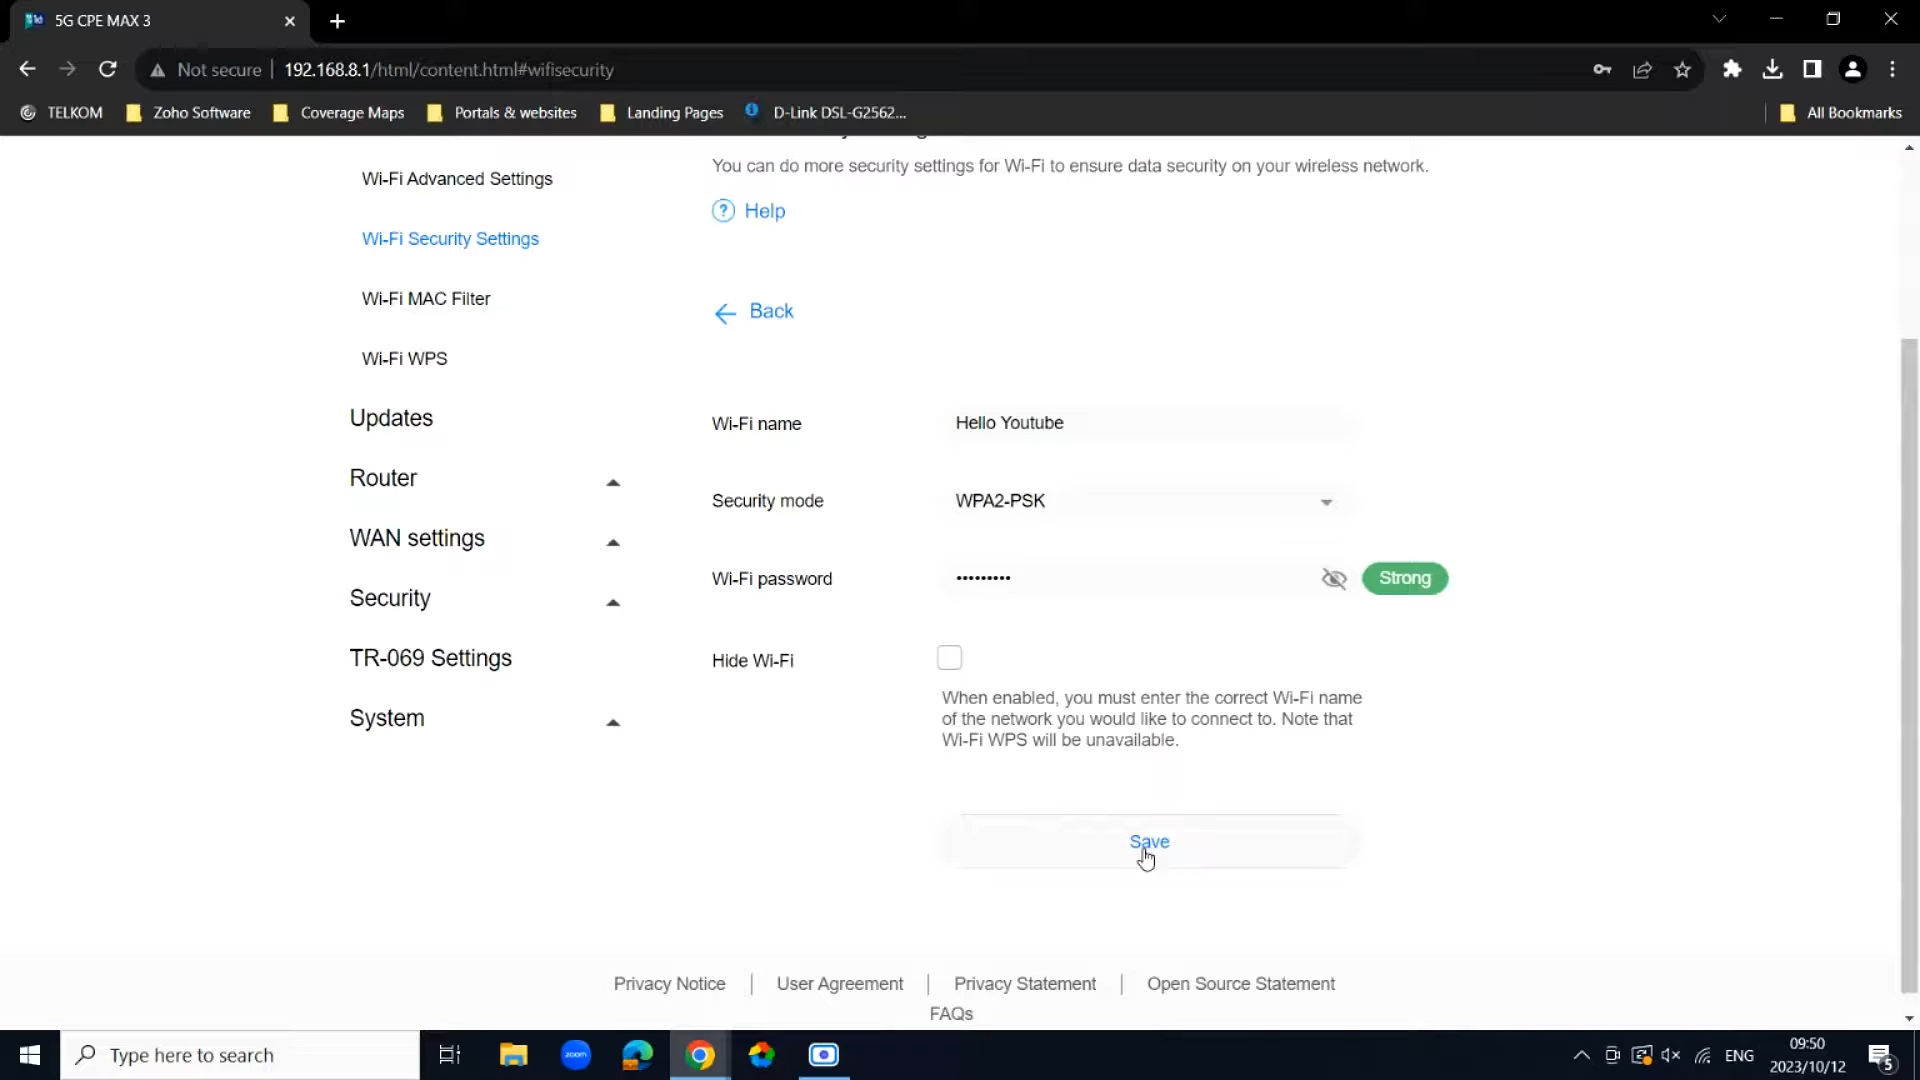 5G CPE MAX 3
Not secure
192.168.8.1/html/content.html#wifisecurity
TELKOM
Zoho Software
Coverage Maps
Portals & websites
Landing Pages
D-Link DSL-G2562...
All Bookmarks
You can do more security settings for Wi-Fi to ensure data security on your wireless network.
Help
Back
Wi-Fi Advanced Settings
Wi-Fi Security Settings
Wi-Fi MAC Filter
Wi-Fi WPS
Updates
Router
WAN settings
Security
TR-069 Settings
System
Wi-Fi name
Hello Youtube
Security mode
WPA2-PSK
Wi-Fi password
•••••••••
Strong
Hide Wi-Fi
When enabled, you must enter the correct Wi-Fi name
of the network you would like to connect to. Note that
Wi-Fi WPS will be unavailable.
Save
Privacy Notice
User Agreement
Privacy Statement
Open Source Statement
FAQs
Type here to search
zoom
ENG
09:50
2023/10/12
5